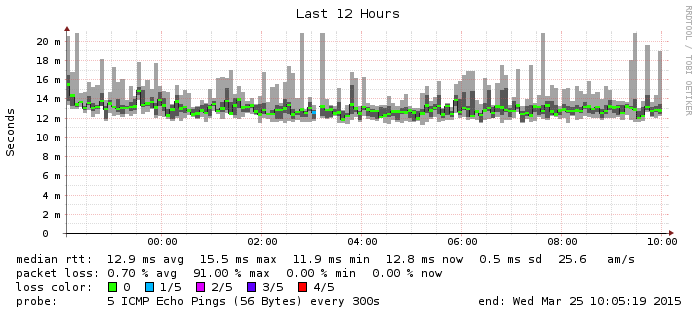 Last 12 Hours
RRDTOOL / TOBI OETIKER
Seconds
20 m
18 m
16 m
14 m
12 m
10 m
8 m
6 m
4 m
2 m
0
00:00 02:00 04:00 06:00 08:00 10:00
median rtt: 12.9 ms avg 15.5 ms max 11.9 ms min 12.8 ms now 0.5 ms sd 25.6 am/s
packet loss: 0.70 % avg 91.00 % max 0.00 % min 0.00 % now
loss color: 0 1/5 2/5 3/5 4/5
probe: 5 ICMP Echo Pings (56 Bytes) every 300s end: Wed Mar 25 10:05:19 2015